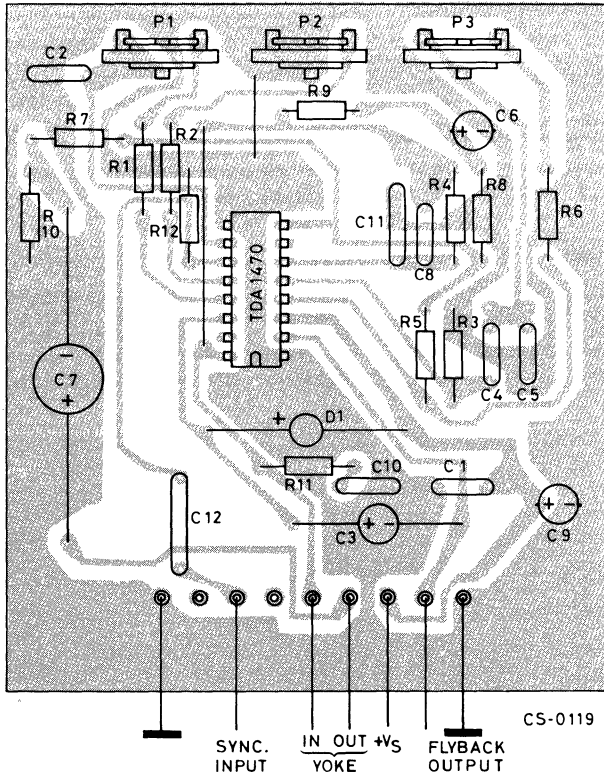 P1 P2 P3
C2
R9
C6
R7
R2
R1
R4 R8
R
10
R12
C11
C8
R6
TDA1470
R5 R3
C4 C5
-
C7
+
+ D1
R11
C10 C1
C12
C3
+ -
C9
CS-0119
SYNC. INPUT
IN OUT +VS
YOKE
FLYBACK OUTPUT